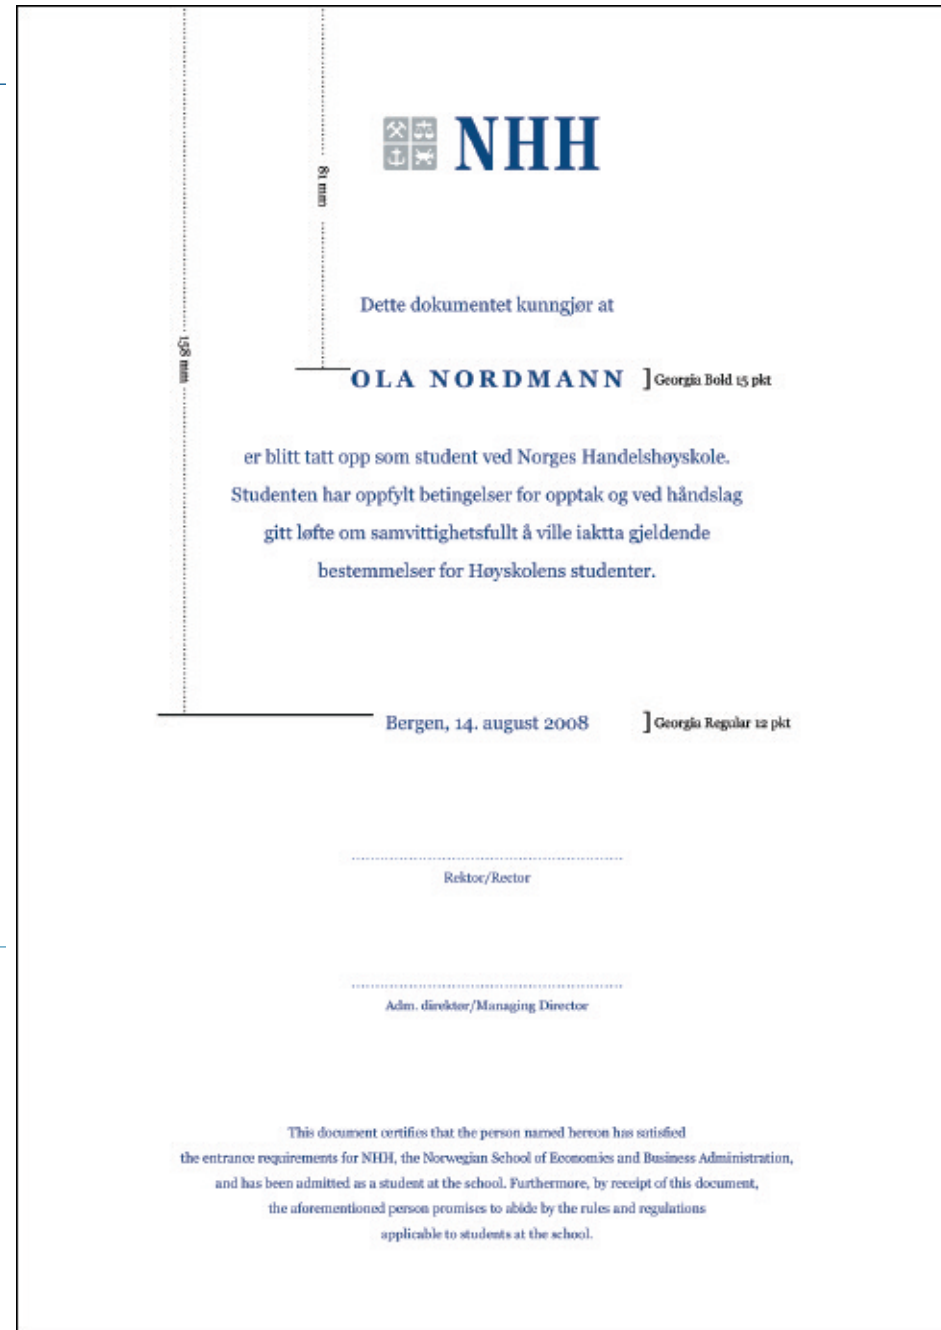 NHH
81 mm
Dette dokumentet kunngjør at
158 mm
OLA NORDMANN ] Georgia Bold 15 pkt
er blitt tatt opp som student ved Norges Handelshøyskole.
Studenten har oppfylt betingelser for opptak og ved håndslag
gitt løfte om samvittighetsfullt å ville iaktta gjeldende
bestemmelser for Høyskolens studenter.
Bergen, 14. august 2008 ] Georgia Regular 12 pkt
Rektor/Rector
Adm. direktør/Managing Director
This document certifies that the person named hereon has satisfied
the entrance requirements for NHH, the Norwegian School of Economics and Business Administration,
and has been admitted as a student at the school. Furthermore, by receipt of this document,
the aforementioned person promises to abide by the rules and regulations
applicable to students at the school.